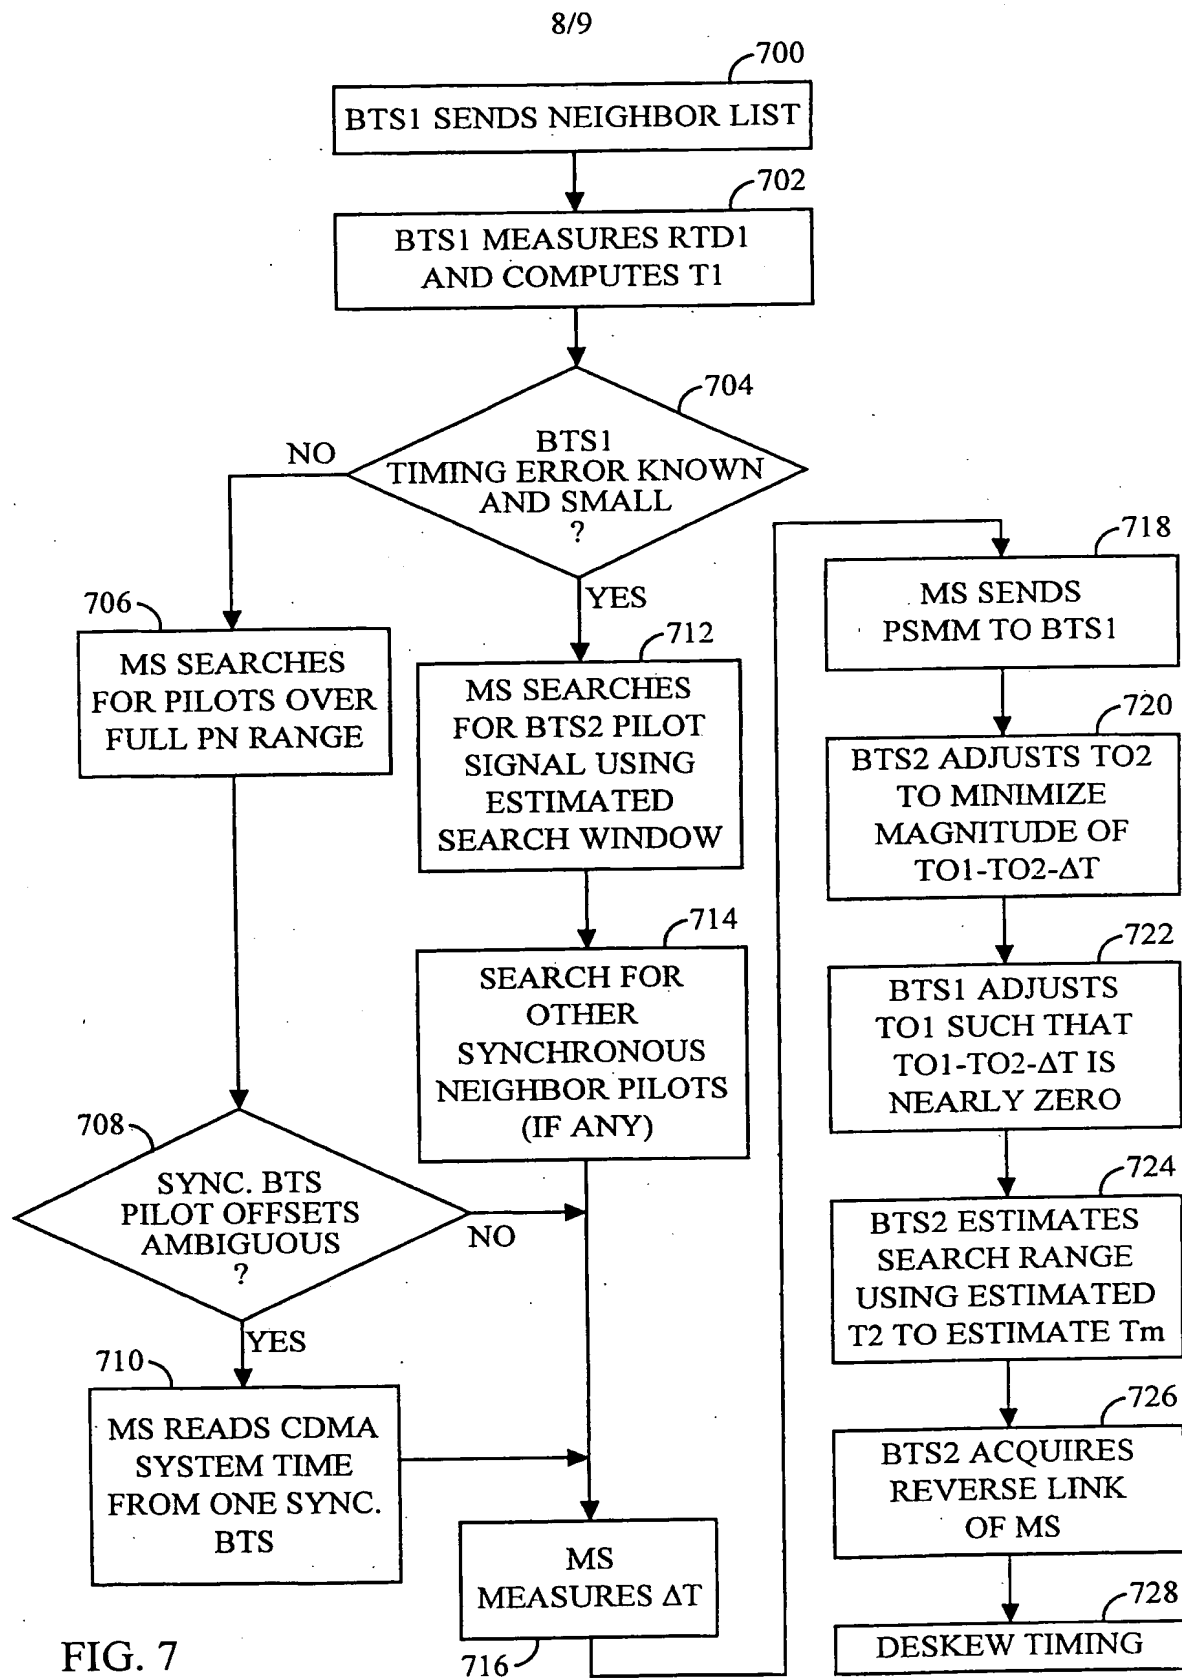 8/9
700
BTS1 SENDS NEIGHBOR LIST
702
BTS1 MEASURES RTD1
AND COMPUTES T1
704
BTS1
TIMING ERROR KNOWN
AND SMALL
?
NO
YES
706
MS SEARCHES
FOR PILOTS OVER
FULL PN RANGE
708
SYNC. BTS
PILOT OFFSETS
AMBIGUOUS
?
NO
YES
710
MS READS CDMA
SYSTEM TIME
FROM ONE SYNC.
BTS
712
MS SEARCHES
FOR BTS2 PILOT
SIGNAL USING
ESTIMATED
SEARCH WINDOW
714
SEARCH FOR
OTHER
SYNCHRONOUS
NEIGHBOR PILOTS
(IF ANY)
MS
MEASURES ΔT
716
718
MS SENDS
PSMM TO BTS1
720
BTS2 ADJUSTS TO2
TO MINIMIZE
MAGNITUDE OF
TO1-TO2-ΔT
722
BTS1 ADJUSTS
TO1 SUCH THAT
TO1-TO2-ΔT IS
NEARLY ZERO
724
BTS2 ESTIMATES
SEARCH RANGE
USING ESTIMATED
T2 TO ESTIMATE Tm
726
BTS2 ACQUIRES
REVERSE LINK
OF MS
728
DESKEW TIMING
FIG. 7